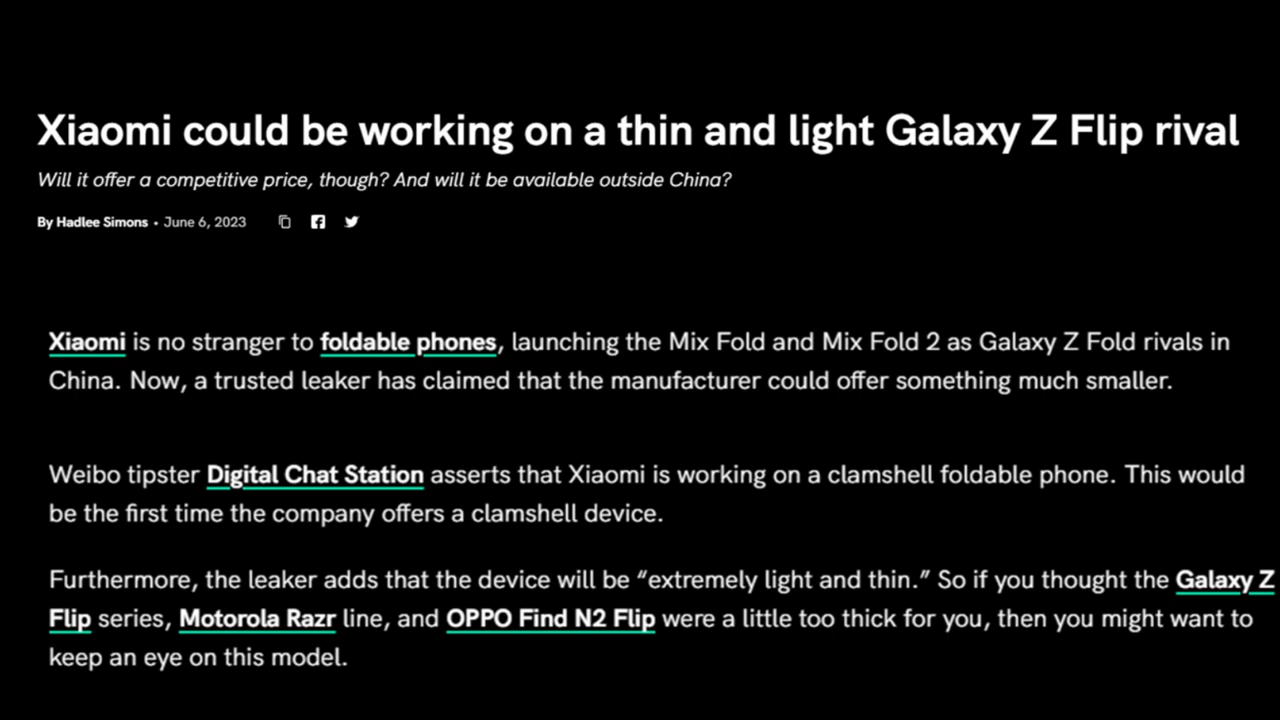 Xiaomi could be working on a thin and light Galaxy Z Flip rival
Will it offer a competitive price, though? And will it be available outside China?
By Hadlee Simons • June 6, 2023
Xiaomi is no stranger to foldable phones, launching the Mix Fold and Mix Fold 2 as Galaxy Z Fold rivals in
China. Now, a trusted leaker has claimed that the manufacturer could offer something much smaller.
Weibo tipster Digital Chat Station asserts that Xiaomi is working on a clamshell foldable phone. This would
be the first time the company offers a clamshell device.
Furthermore, the leaker adds that the device will be “extremely light and thin.” So if you thought the Galaxy Z
Flip series, Motorola Razr line, and OPPO Find N2 Flip were a little too thick for you, then you might want to
keep an eye on this model.